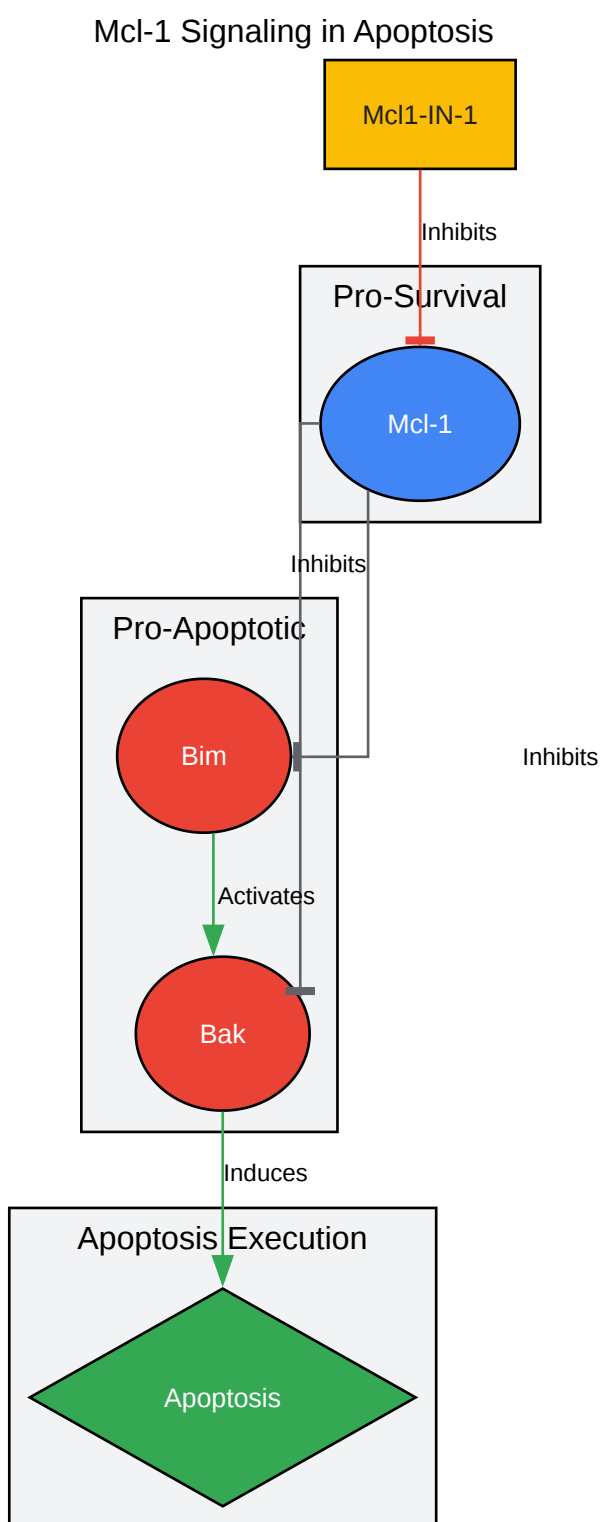 Mcl-1 Signaling in Apoptosis
Mcl1-IN-1
Inhibits
Pro-Survival
Mcl-1
Inhibits
Pro-Apoptotic
Bim
Inhibits
Activates
Bak
Induces
Apoptosis Execution
Apoptosis